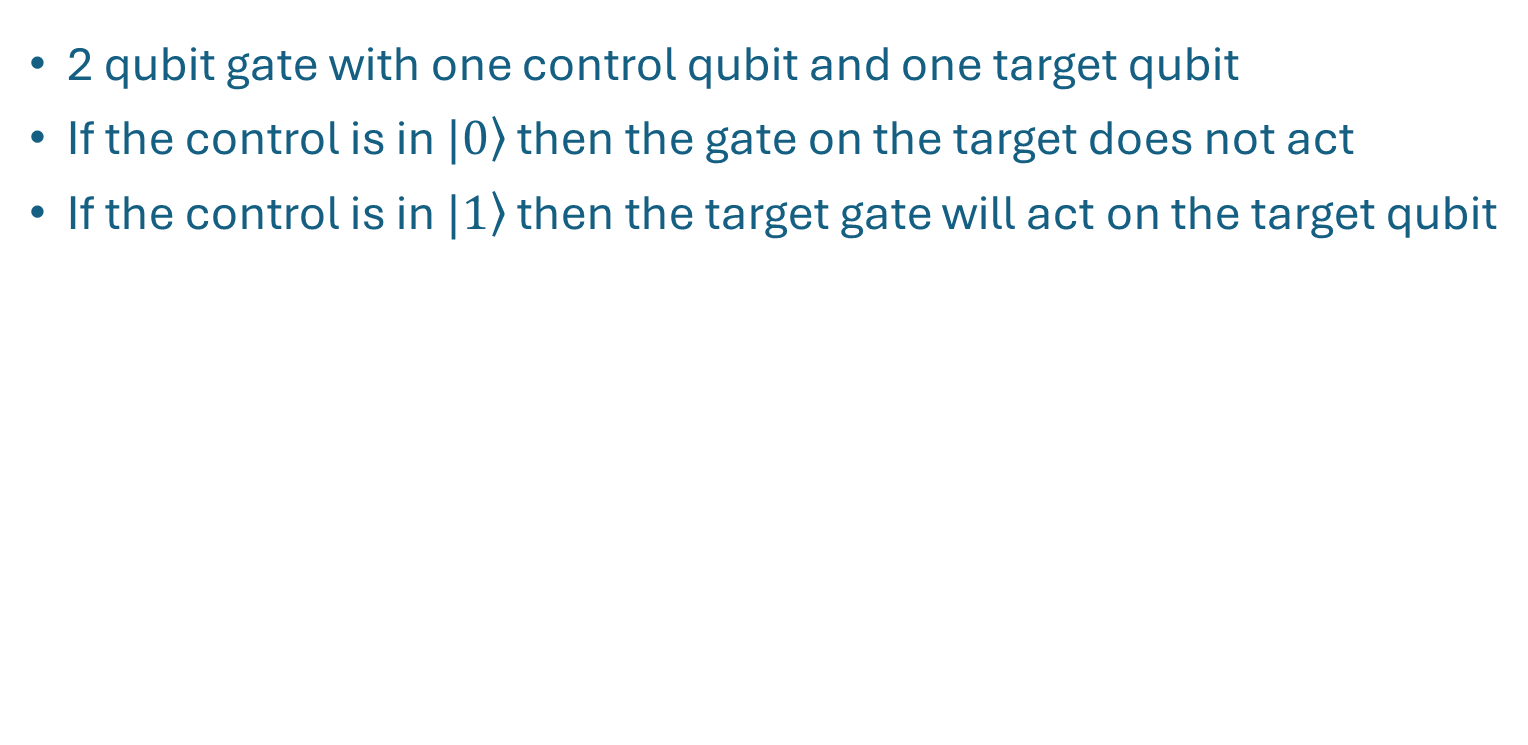 • 2 qubit gate with one control qubit and one target qubit
• If the control is in |0⟩ then the gate on the target does not act
• If the control is in |1⟩ then the target gate will act on the target qubit